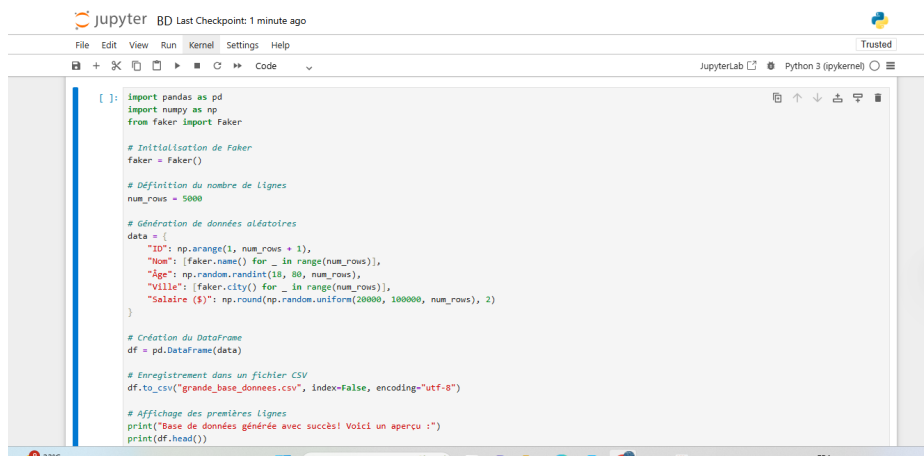 jupyter BD Last Checkpoint: 1 minute ago
File Edit View Run Kernel Settings Help Trusted
Code JupyterLab Python 3 (ipykernel)
[ ]: import pandas as pd
import numpy as np
from faker import Faker
# Initialisation de Faker
faker = Faker()
# Définition du nombre de lignes
num_rows = 5000
# Génération de données aléatoires
data = {
"ID": np.arange(1, num_rows + 1),
"Nom": [faker.name() for _ in range(num_rows)],
"Âge": np.random.randint(18, 80, num_rows),
"Ville": [faker.city() for _ in range(num_rows)],
"Salaire ($)": np.round(np.random.uniform(20000, 100000, num_rows), 2)
}
# Création du DataFrame
df = pd.DataFrame(data)
# Enregistrement dans un fichier CSV
df.to_csv("grande_base_donnees.csv", index=False, encoding="utf-8")
# Affichage des premières lignes
print("Base de données générée avec succès! Voici un aperçu :")
print(df.head())